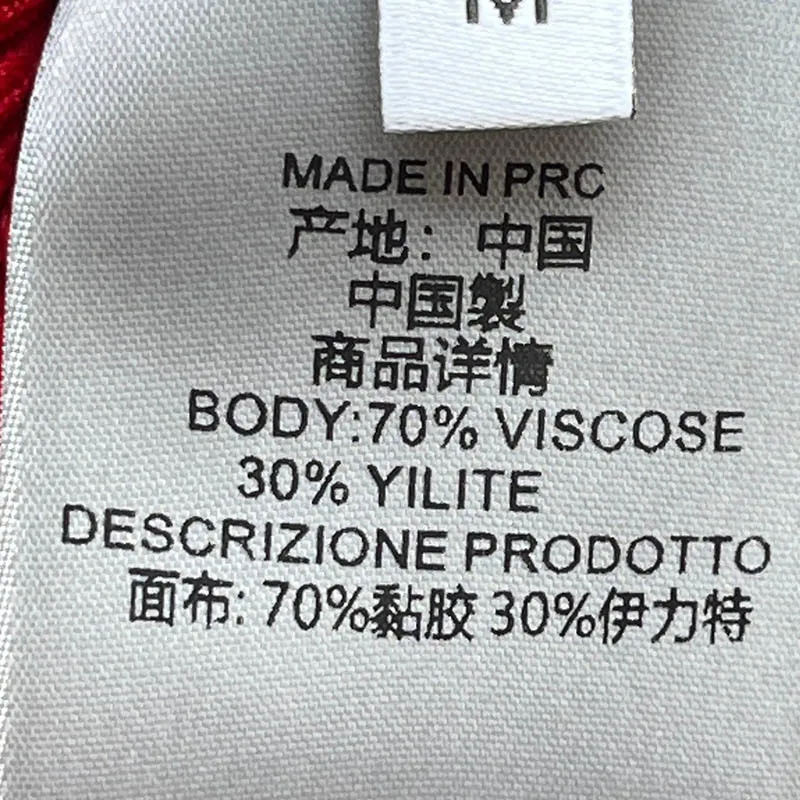 M
MADE IN PRC
产地: 中国
中国製
商品详情
BODY:70% VISCOSE
30% YILITE
DESCRIZIONE PRODOTTO
面布: 70%黏胶 30%伊力特